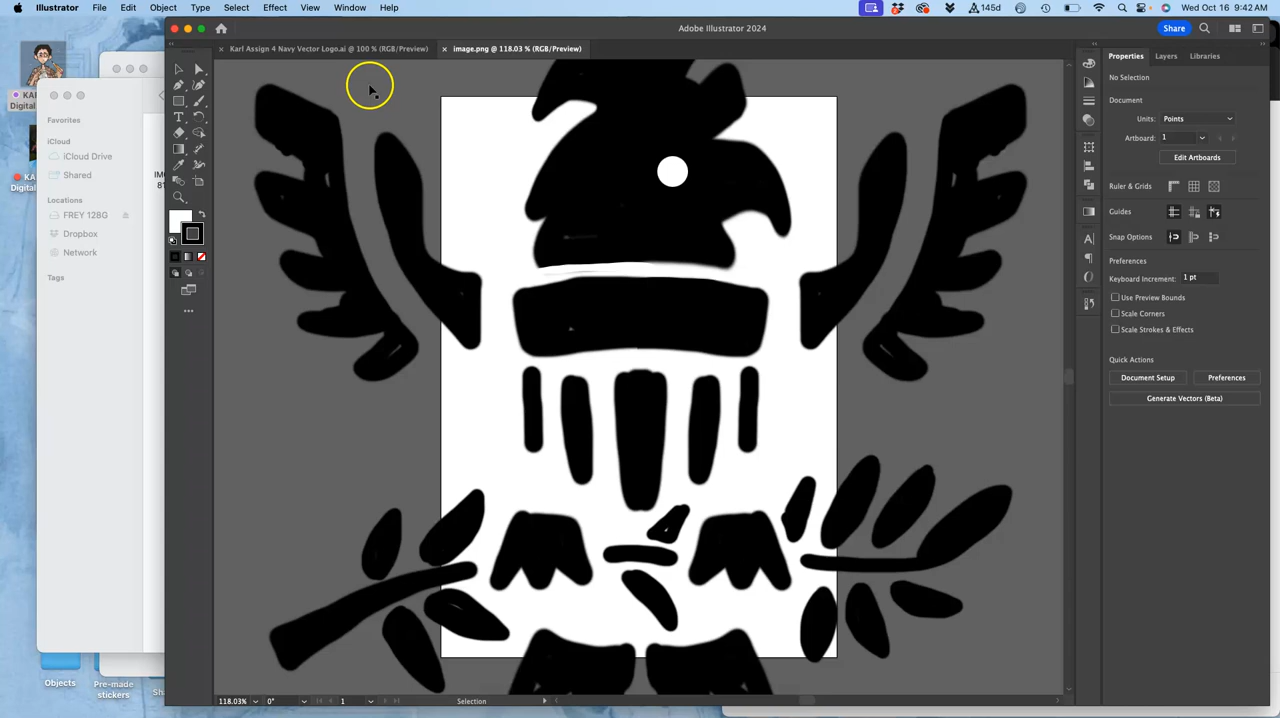 Illustrator File Edit Object Type Select Effect View Window Help
145d
Thu Oct 10 9:42 AM
Adobe Illustrator 2024
Share
Karl Assign 4 Navy Vector Logo.ai @ 100 % (RGB/Preview)
image.png @ 118.03 % (RGB/Preview)
Properties Layers Libraries
No Selection
Document
Units: Points
Artboard: 1
Edit Artboards
Ruler & Grids
Guides
Snap Options
Preferences
Keyboard Increment: 1 pt
Use Preview Bounds
Scale Corners
Scale Strokes & Effects
Quick Actions
Document Setup
Preferences
Generate Vectors (Beta)
Favorites
iCloud
iCloud Drive
Shared
Locations
FREY 128G
Dropbox
Network
Tags
Objects
Pre-made
stickers
118.03%
0°
1
Selection